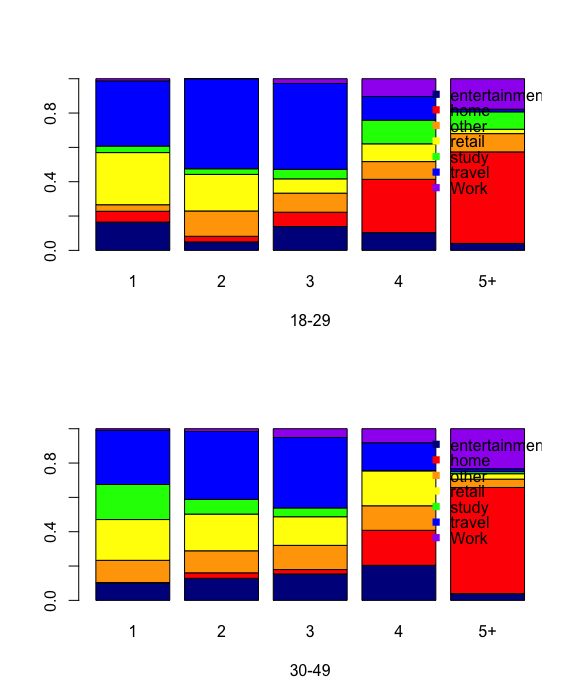 0.8
0.4
0.0
entertainmen
home
other
retail
study
travel
Work
1 2 3 4 5+
18-29
0.8
0.4
0.0
entertainmen
home
other
retail
study
travel
Work
1 2 3 4 5+
30-49